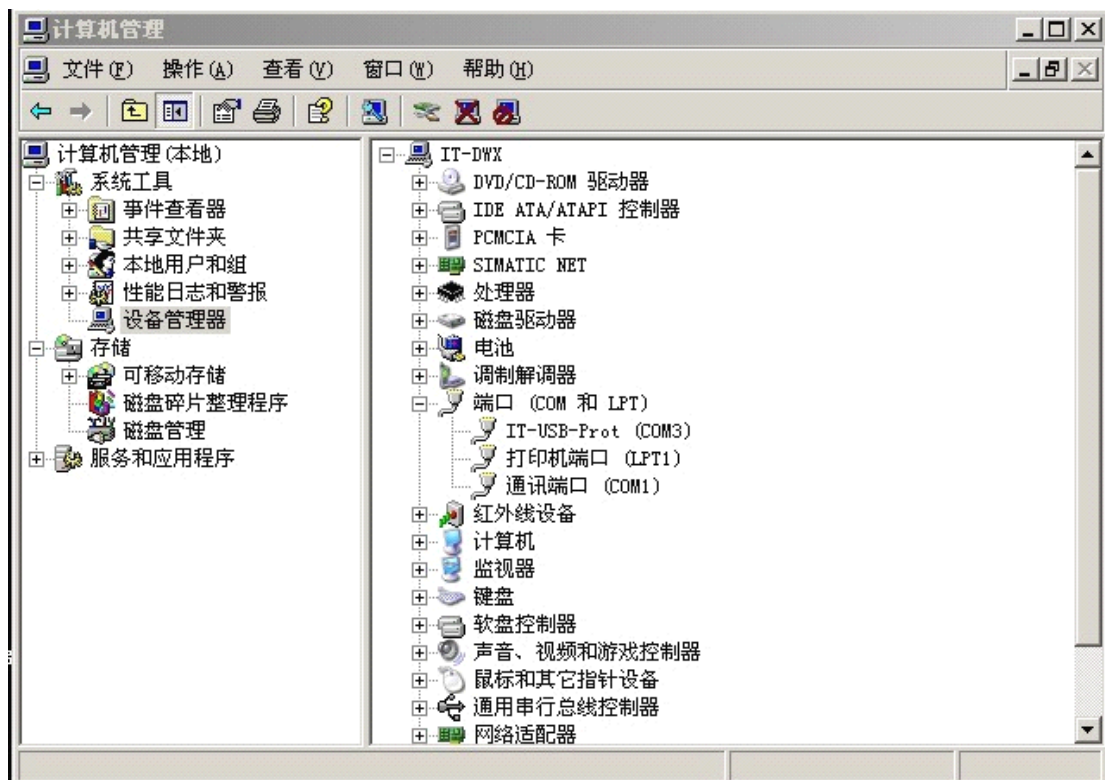 计算机管理
文件(F) 操作(A) 查看(V) 窗口(W) 帮助(H)
计算机管理(本地)
系统工具
事件查看器
共享文件夹
本地用户和组
性能日志和警报
设备管理器
存储
可移动存储
磁盘碎片整理程序
磁盘管理
服务和应用程序
IT-DWX
DVD/CD-ROM 驱动器
IDE ATA/ATAPI 控制器
PCMCIA 卡
SIMATIC NET
处理器
磁盘驱动器
电池
调制解调器
端口 (COM 和 LPT)
IT-USB-Prot (COM3)
打印机端口 (LPT1)
通讯端口 (COM1)
红外线设备
计算机
监视器
键盘
软盘控制器
声音、视频和游戏控制器
鼠标和其它指针设备
通用串行总线控制器
网络适配器